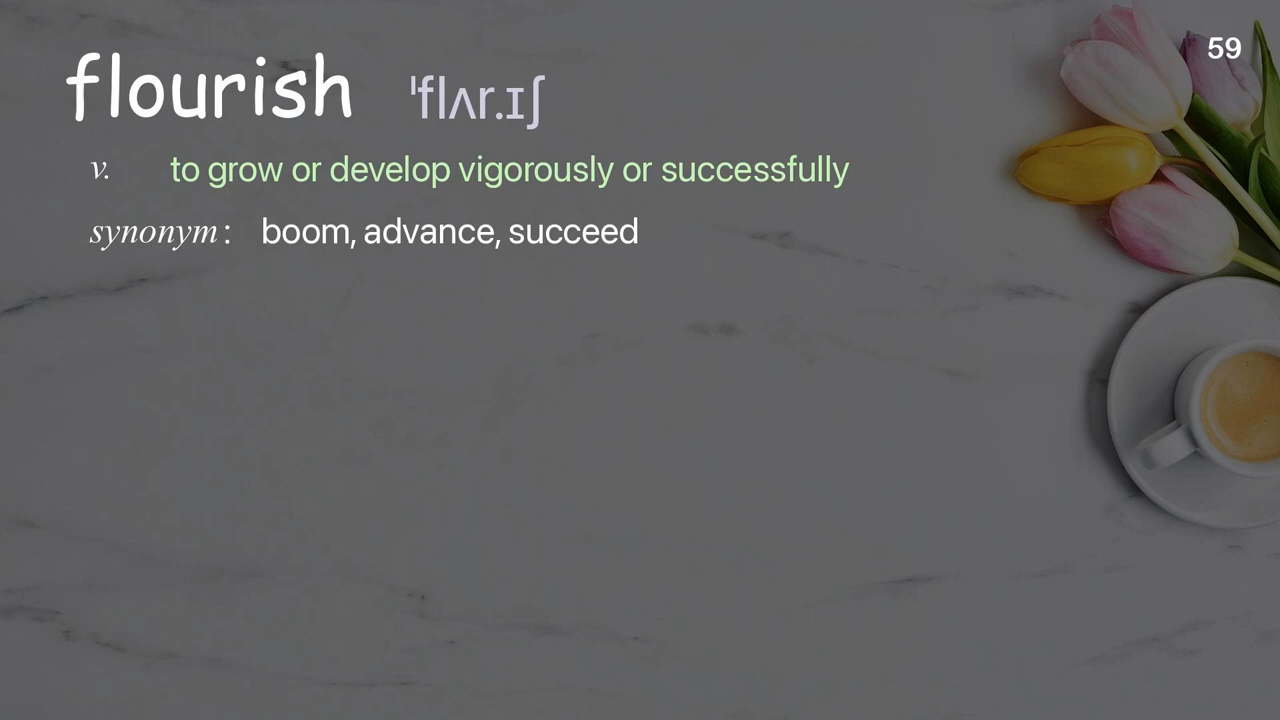 59
flourish ˈflʌr.ɪʃ
v. to grow or develop vigorously or successfully
synonym: boom, advance, succeed